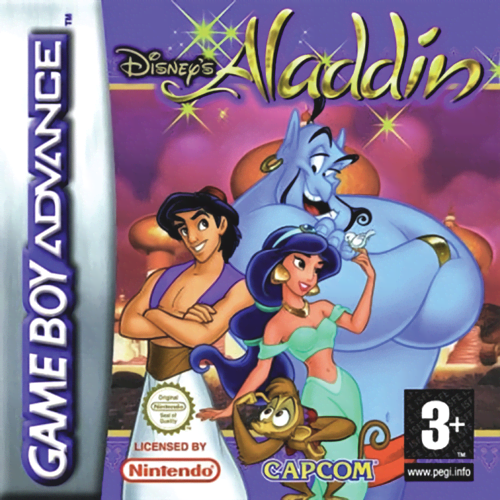 GAME BOY ADVANCE
DISNEY'S
Aladdin
Original
Nintendo
Seal of
Quality
LICENSED BY
Nintendo
CAPCOM
3+
www.pegi.info